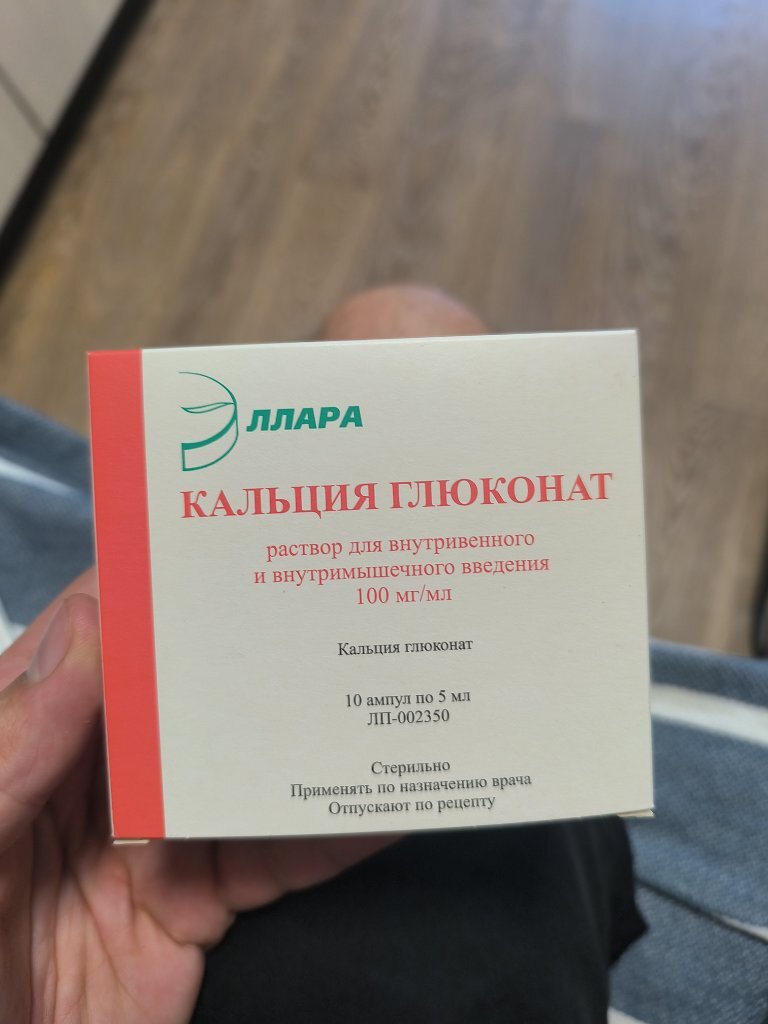 ЭЛЛАРА
КАЛЬЦИЯ ГЛЮКОНАТ
раствор для внутривенного
и внутримышечного введения
100 мг/мл
Кальция глюконат
10 ампул по 5 мл
ЛП-002350
Стерильно
Применять по назначению врача
Отпускают по рецепту